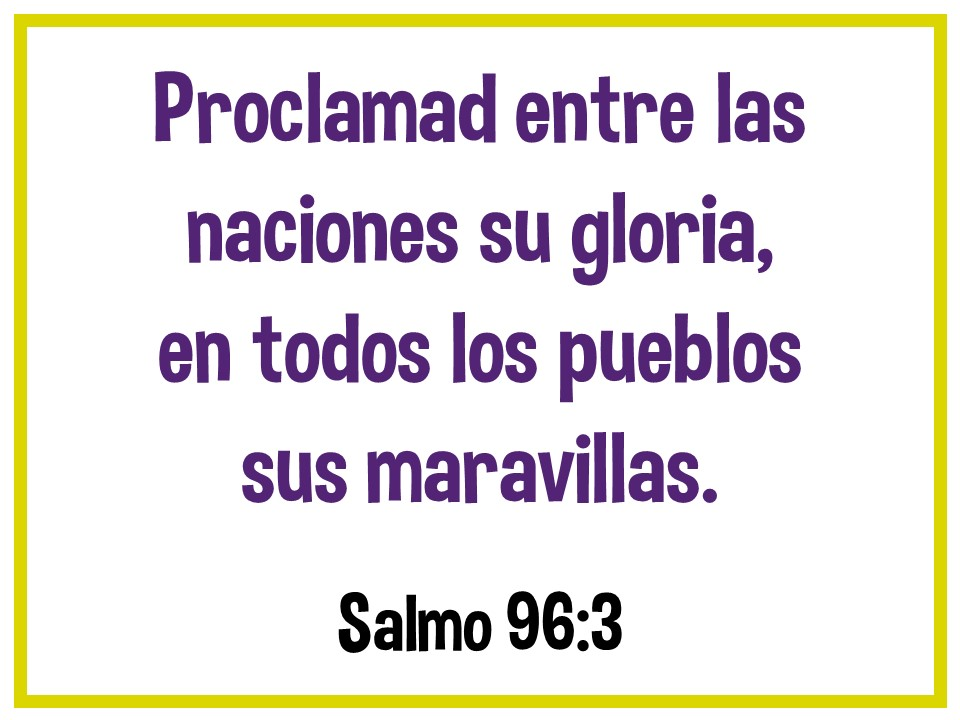 Proclamad entre las
naciones su gloria,
en todos los pueblos
sus maravillas.
Salmo 96:3